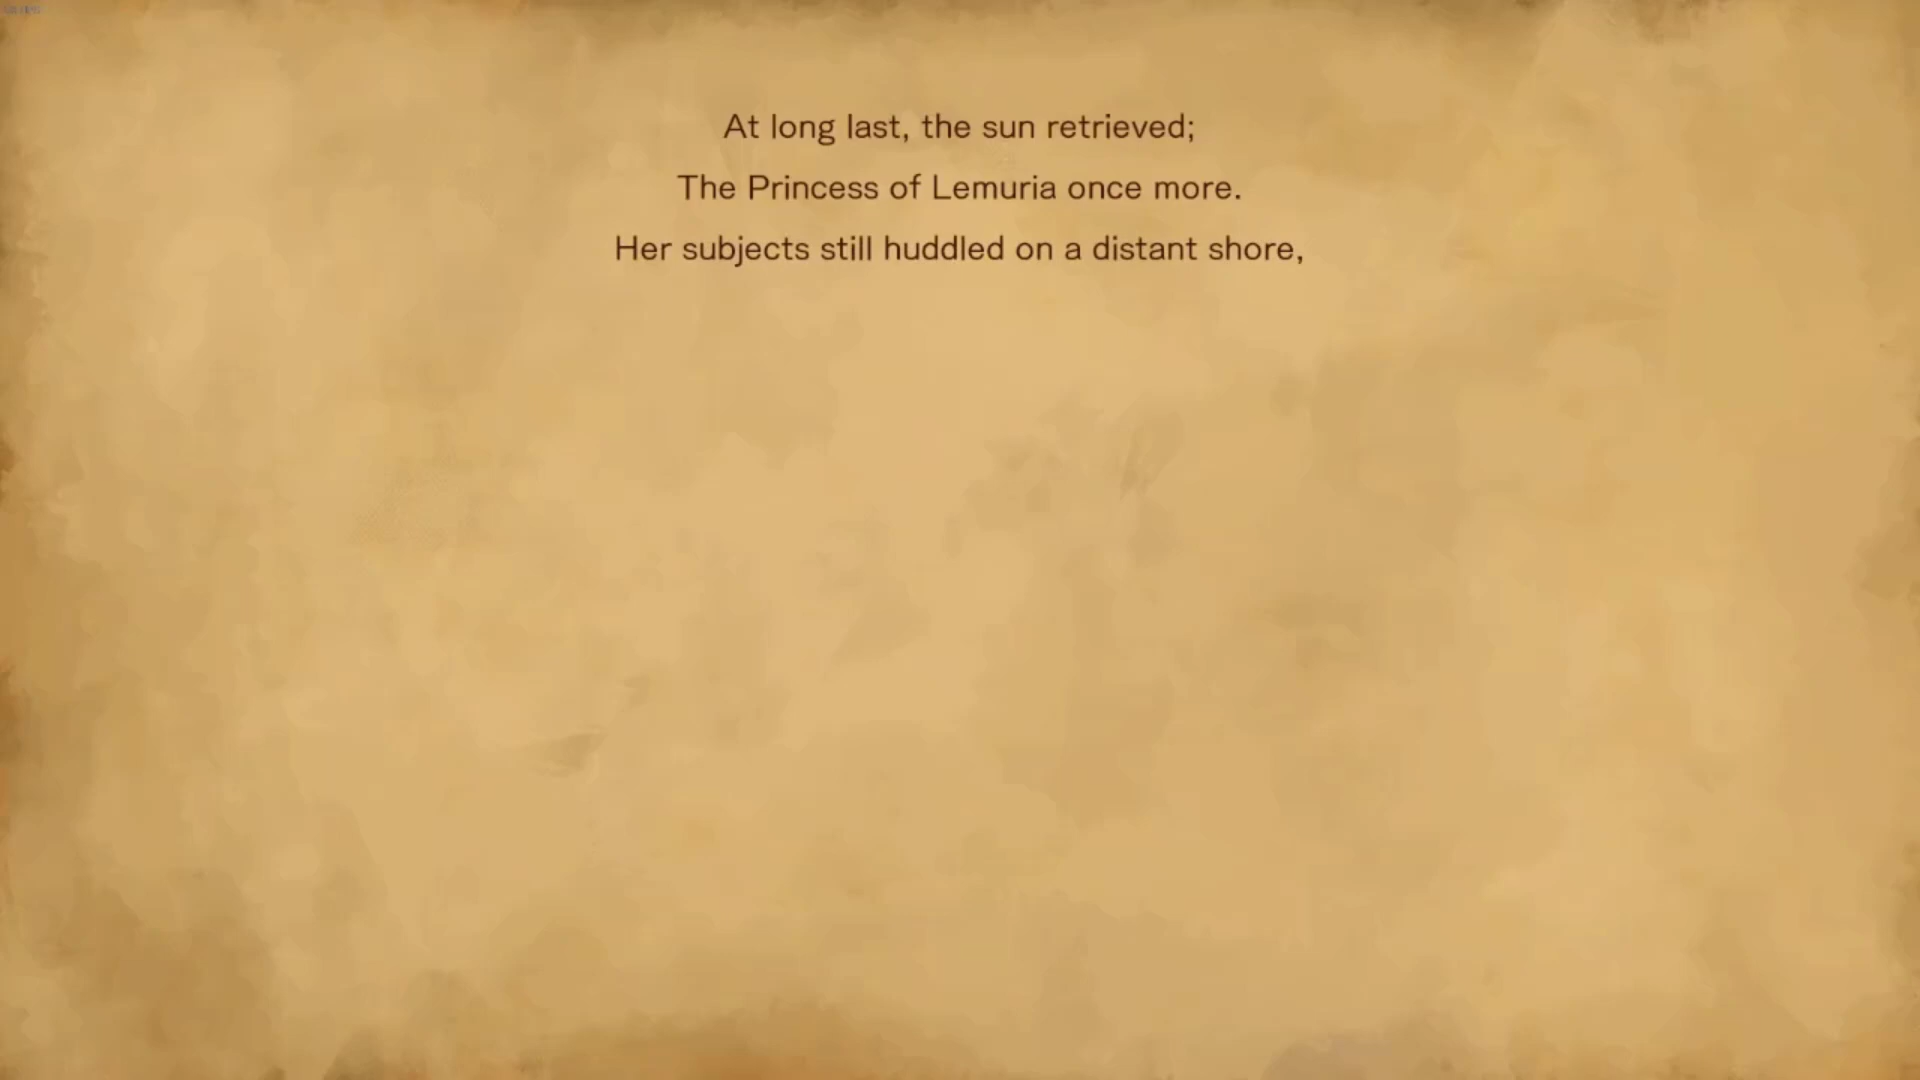 At long last, the sun retrieved;
The Princess of Lemuria once more.
Her subjects still huddled on a distant shore,